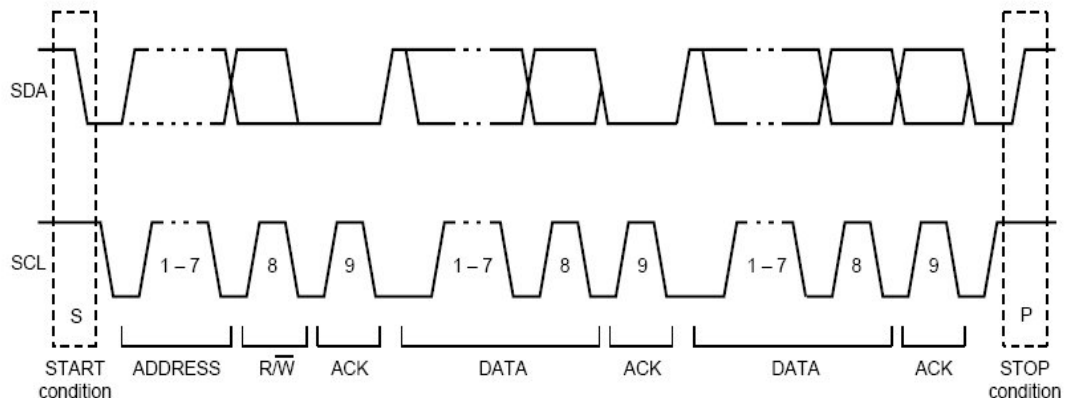 SDA
SCL
1 – 7
8
9
1 – 7
8
9
1 – 7
8
9
S
P
START
condition
ADDRESS
R/W̅
ACK
DATA
ACK
DATA
ACK
STOP
condition